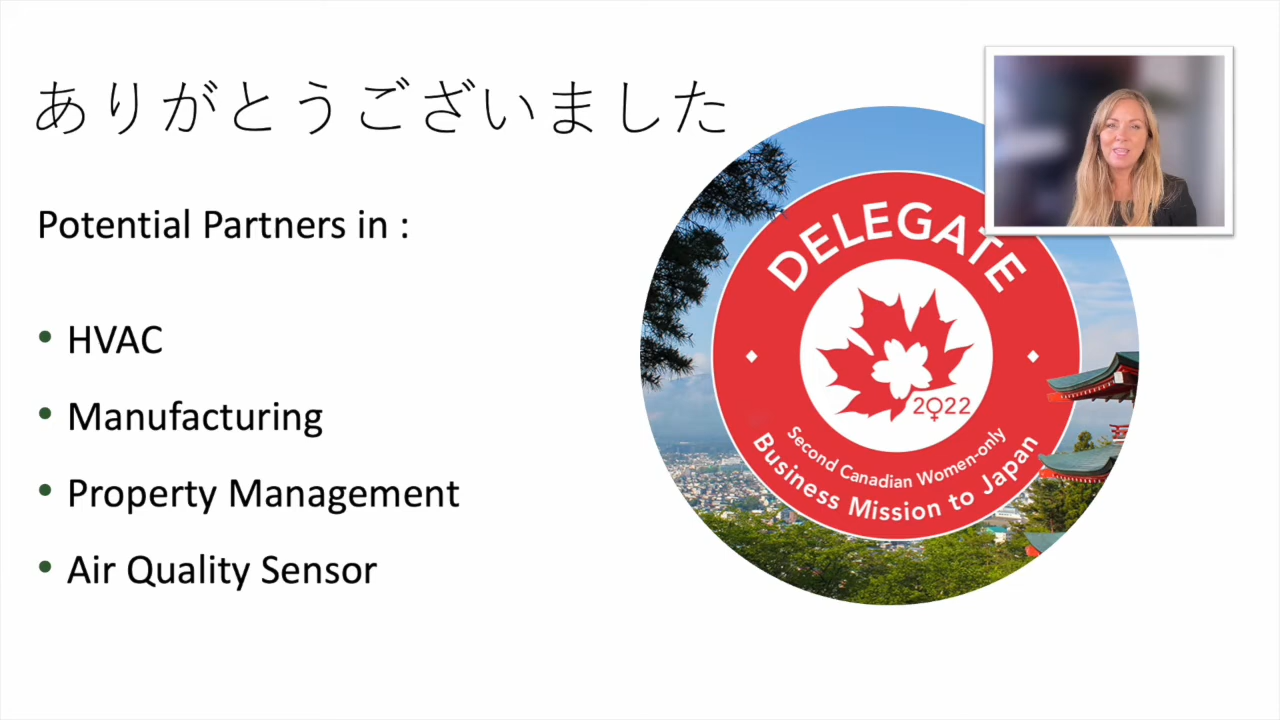 ありがとうございました
Potential Partners in :
• HVAC
• Manufacturing
• Property Management
• Air Quality Sensor
DELEGATE
2022
Second Canadian Women-only
Business Mission to Japan